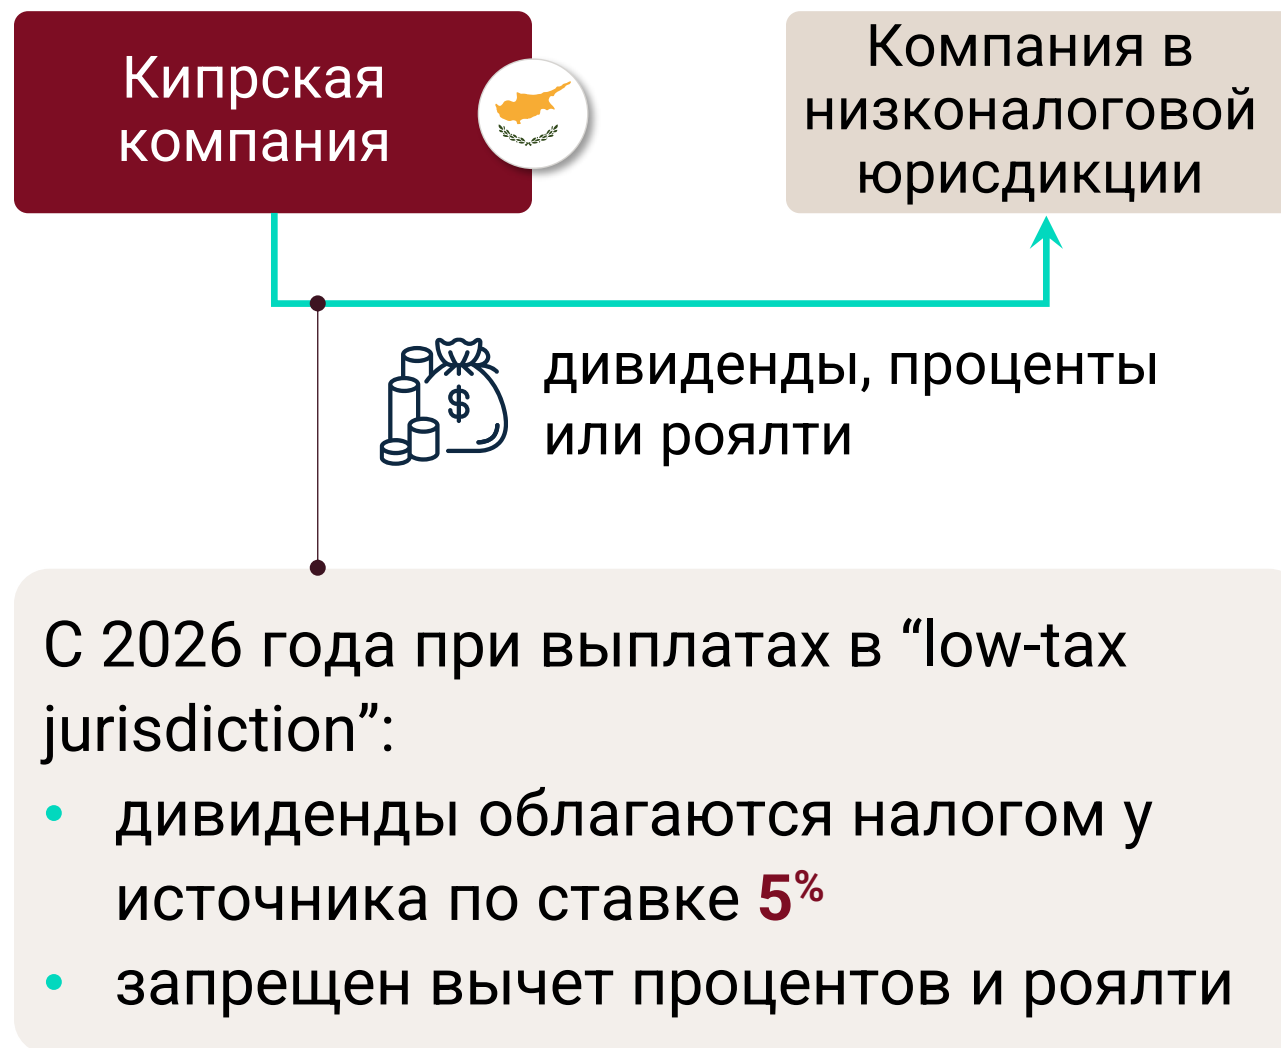 Кипрская
компания
Компания в
низконалоговой
юрисдикции
$
дивиденды, проценты
или роялти
С 2026 года при выплатах в “low-tax
jurisdiction”:
• дивиденды облагаются налогом у
источника по ставке 5%
• запрещен вычет процентов и роялти